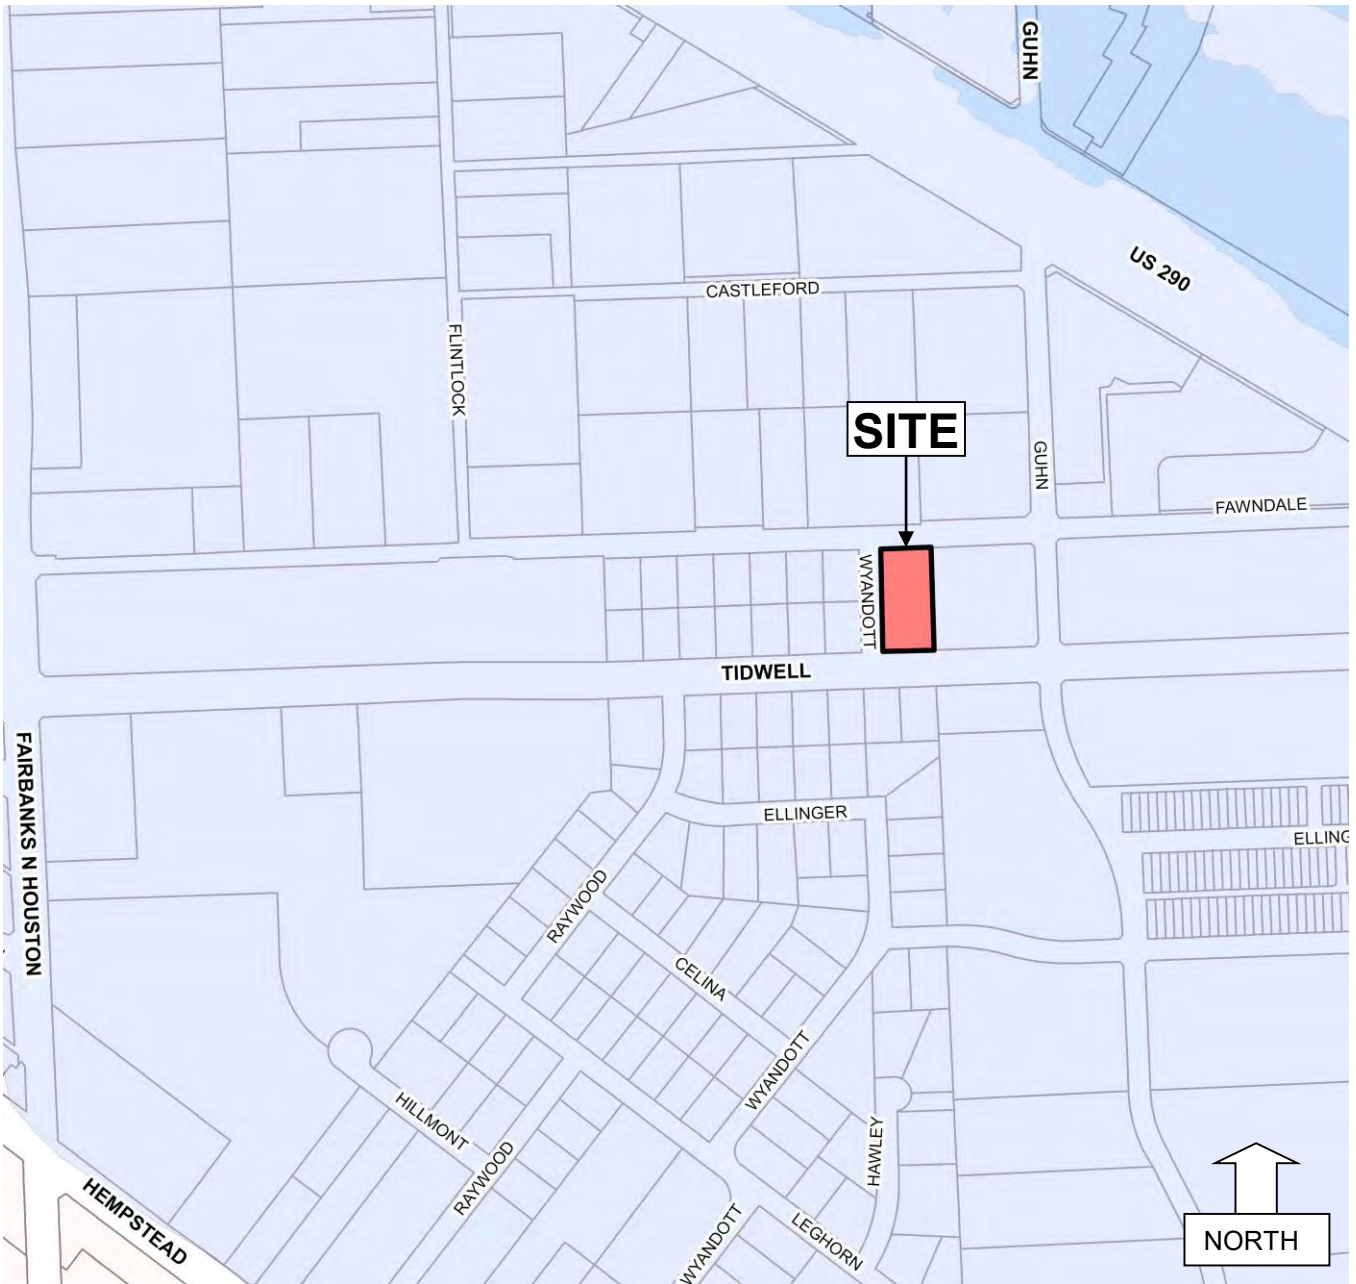 GUHN
US 290
CASTLEFORD
FLINTLOCK
SITE
GUHN
FAWNDALE
WYANDOTT
TIDWELL
FAIRBANKS N HOUSTON
ELLINGER
ELLING
RAYWOOD
CELINA
WYANDOTT
HILLMONT
HAWLEY
RAYWOOD
HEMPSTEAD
WYANDOTT
LEGHORN
NORTH